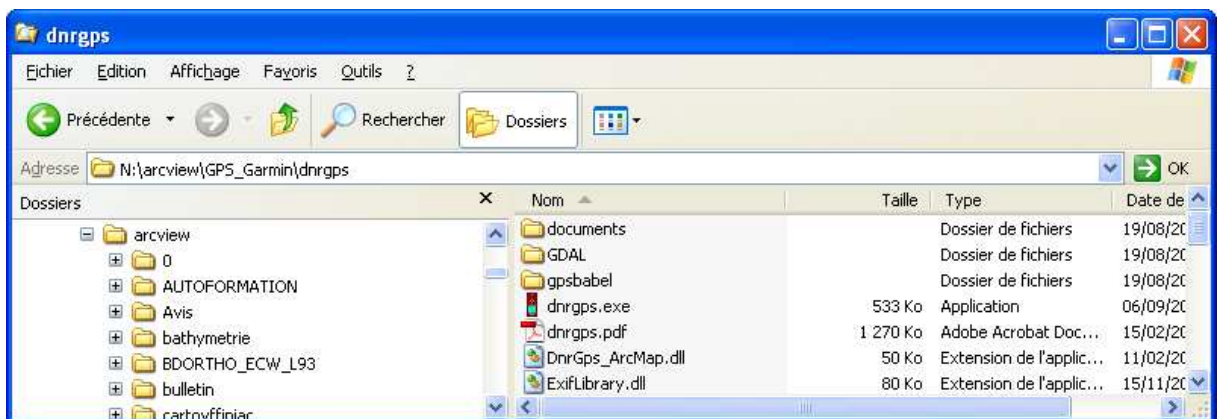 dnrgps
Fichier Edition Affichage Favoris Outils ?
Précédente Rechercher Dossiers
Adresse N:\arcview\GPS_Garmin\dnrgps OK
Dossiers Nom Taille Type Date de
arcview
0
AUTOFORMATION
Avis
bathymetrie
BDORTHO_ECW_L93
bulletin
cartoyffiniac
documents Dossier de fichiers 19/08/20
GDAL Dossier de fichiers 19/08/20
gpsbabel Dossier de fichiers 19/08/20
dnrgps.exe 533 Ko Application 06/09/20
dnrgps.pdf 1 270 Ko Adobe Acrobat Doc... 15/02/20
DnrGps_ArcMap.dll 50 Ko Extension de l'applic... 11/02/20
ExifLibrary.dll 80 Ko Extension de l'applic... 15/11/20